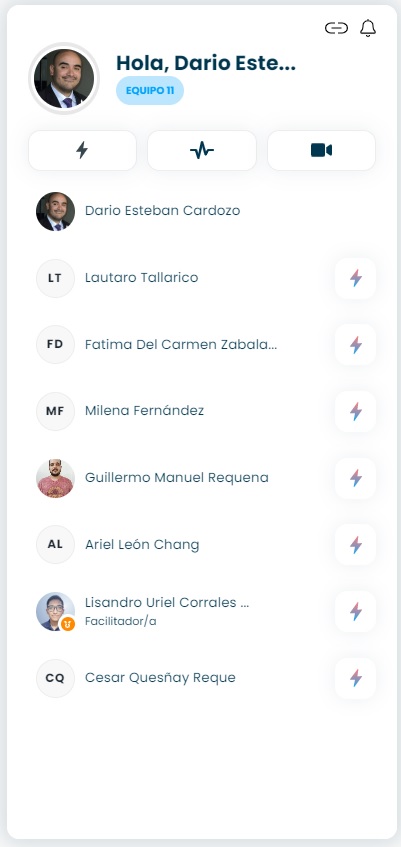 Hola, Dario Este...
EQUIPO 11
Dario Esteban Cardozo
LT Lautaro Tallarico
FD Fatima Del Carmen Zabala...
MF Milena Fernández
Guillermo Manuel Requena
AL Ariel León Chang
Lisandro Uriel Corrales ...
Facilitador/a
CQ Cesar Quesñay Reque